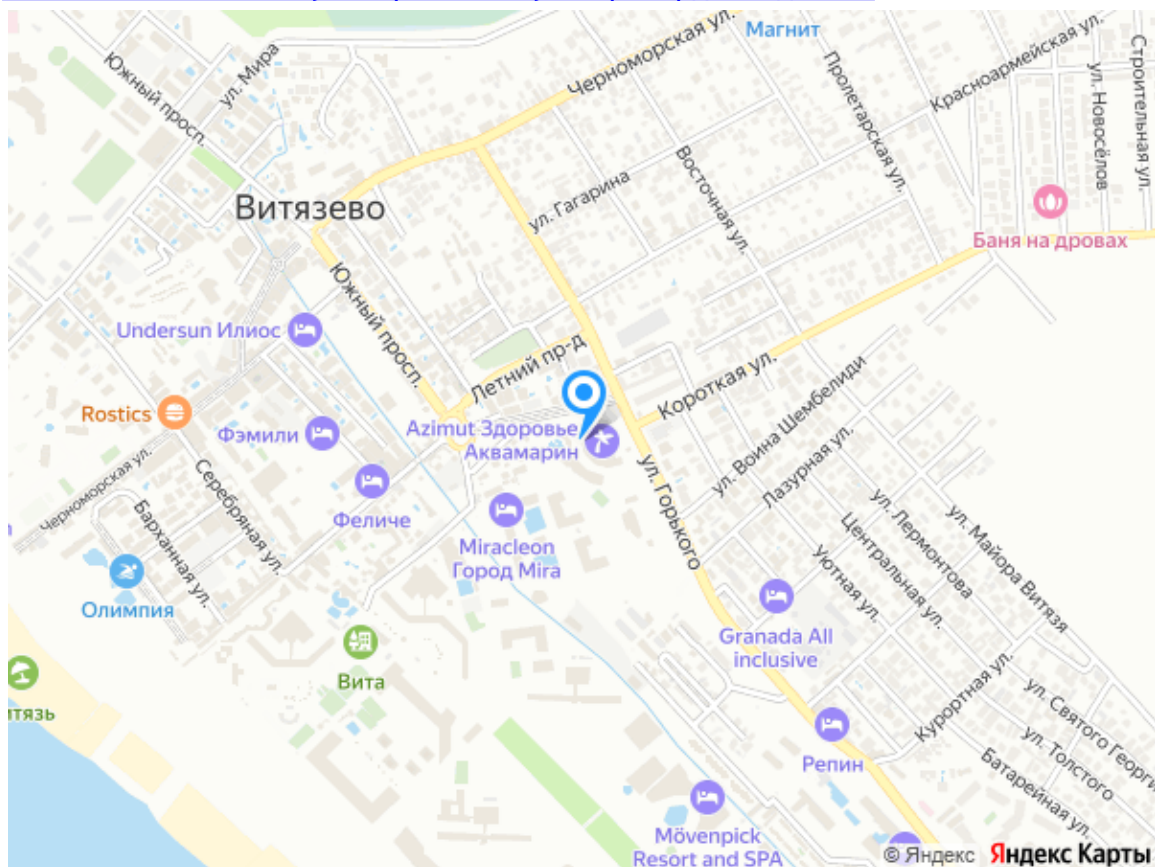 Южный просп.
ул. Мира
Черноморская ул.
Магнит
Пролетарская ул.
Красноармейская ул.
ул. Новосёлов
Строительная ул.
Восточная ул.
ул. Гагарина
Витязево
Баня на дровах
Южный просп.
Undersun Илиос
Летний пр-д
Короткая ул.
Rostics
Фэмили
Azimut Здоровье
Аквамарин
ул. Воина Шембелиди
Черноморская ул.
Серебряная ул.
Феличе
ул. Горького
Лазурная ул.
ул. Лермонтова
ул. Майора Витязя
Бархатная ул.
Miracleon
Город Mira
Центральная ул.
Уютная ул.
Олимпия
Granada All
inclusive
Вита
Курортная ул.
ул. Святого Георги
итязь
Репин
ул. Толстого
Батарейная ул.
Mövenpick
Resort and SPA
© Яндекс Яндекс Карты